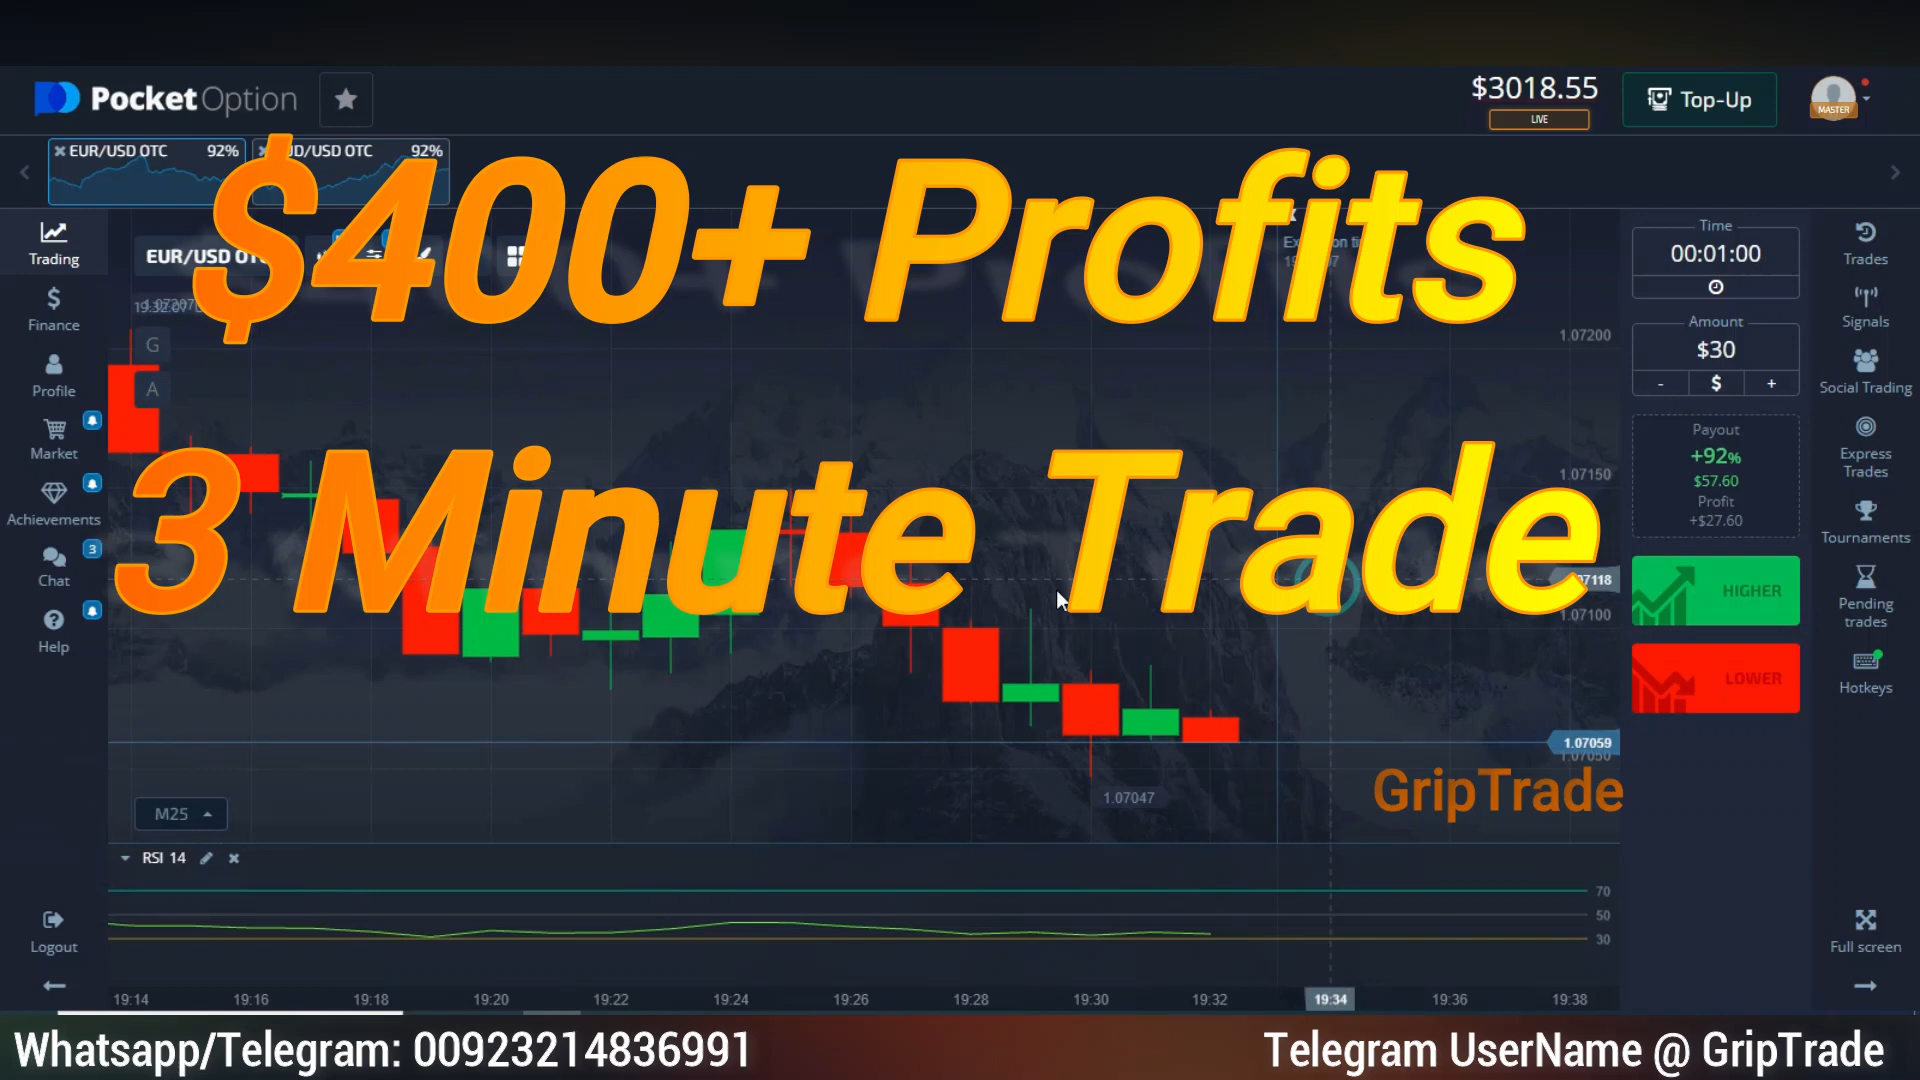 Pocket Option
$3018.55
LIVE
Top-Up
MASTER
EUR/USD OTC 92%
D/USD OTC 92%
$400+ Profits
3 Minute Trade
Trading
Finance
Profile
Market
Achievements
3
Chat
Help
Logout
EUR/USD
G
A
M25
RSI 14
1.07200
1.07150
1.07100
1.07059
1.07050
1.07047
GripTrade
70
50
30
19:14 19:16 19:18 19:20 19:22 19:24 19:26 19:28 19:30 19:32 19:34 19:36 19:38
Time
00:01:00
Amount
$30
- $ +
Payout
+92%
$57.60
Profit
+$27.60
HIGHER
LOWER
Trades
Signals
Social Trading
Express
Trades
Tournaments
Pending
trades
Hotkeys
Full screen
Whatsapp/Telegram: 00923214836991
Telegram UserName @ GripTrade